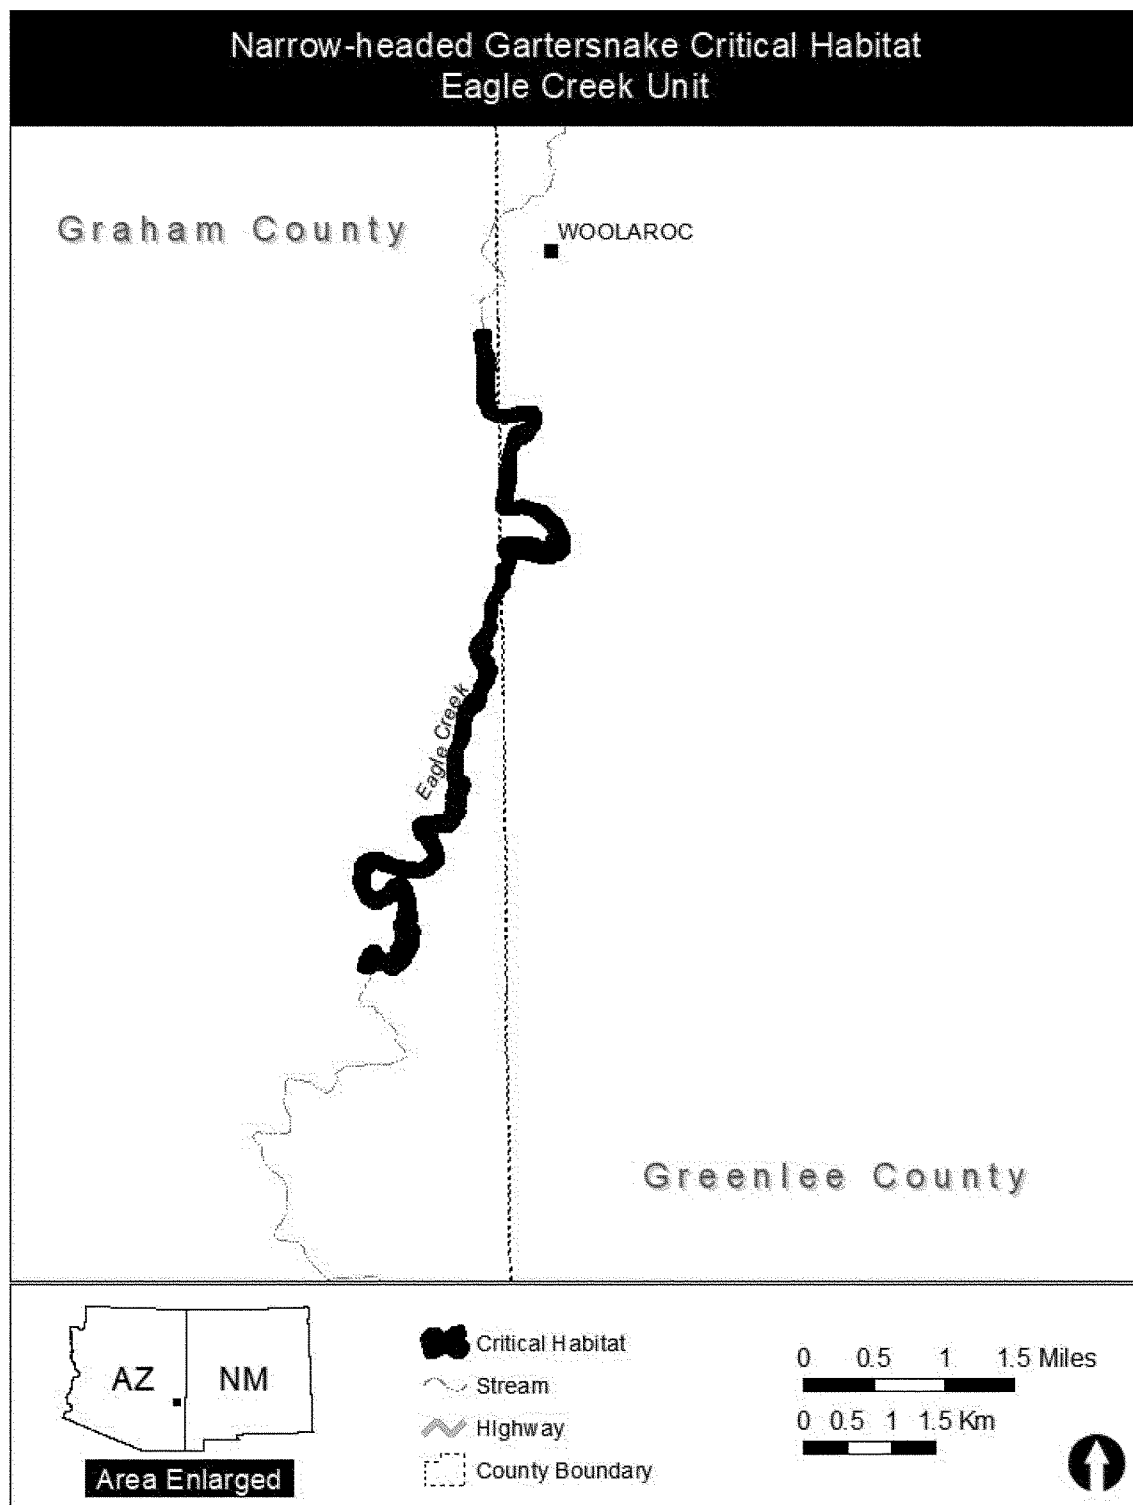 Narrow-headed Gartersnake Critical Habitat
Eagle Creek Unit
Graham County
WOOLAROC
Eagle Creek
Greenlee County
AZ NM
Area Enlarged
Critical Habitat
Stream
Highway
County Boundary
0 0.5 1 1.5 Miles
0 0.5 1 1.5 Km